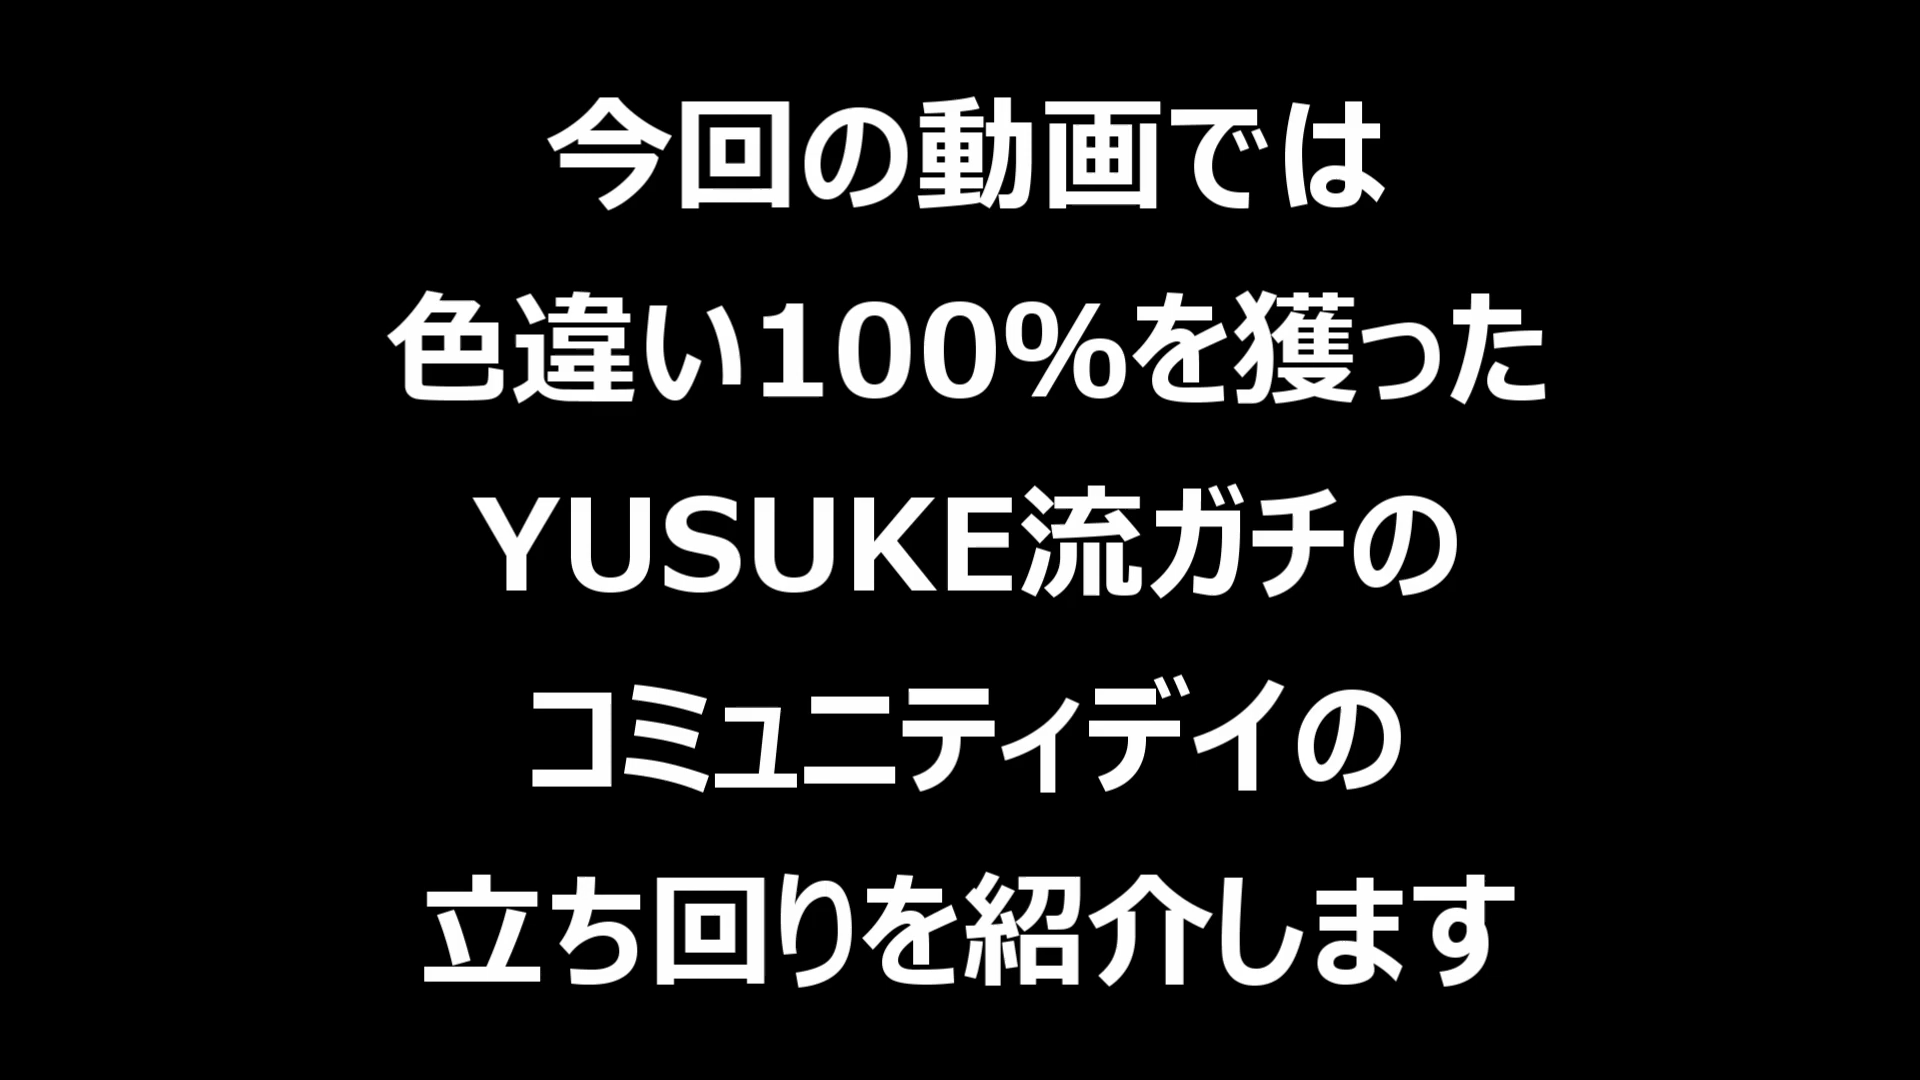 今回の動画では
色違い100%を獲った
YUSUKE流ガチの
コミュニティデイの
立ち回りを紹介します